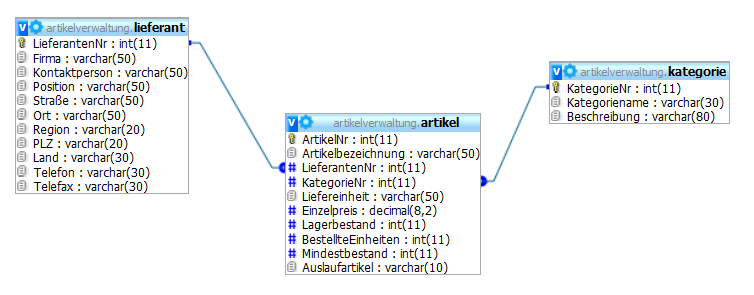 artikelverwaltung.lieferant
LieferantenNr : int(11)
Firma : varchar(50)
Kontaktperson : varchar(50)
Position : varchar(50)
Straße : varchar(50)
Ort : varchar(50)
Region : varchar(20)
PLZ : varchar(20)
Land : varchar(30)
Telefon : varchar(30)
Telefax : varchar(30)
artikelverwaltung.artikel
ArtikelNr : int(11)
Artikelbezeichnung : varchar(50)
# LieferantenNr : int(11)
# KategorieNr : int(11)
Liefereinheit : varchar(50)
# Einzelpreis : decimal(8,2)
# Lagerbestand : int(11)
# BestellteEinheiten : int(11)
# Mindestbestand : int(11)
Auslaufartikel : varchar(10)
artikelverwaltung.kategorie
KategorieNr : int(11)
Kategoriename : varchar(30)
Beschreibung : varchar(80)